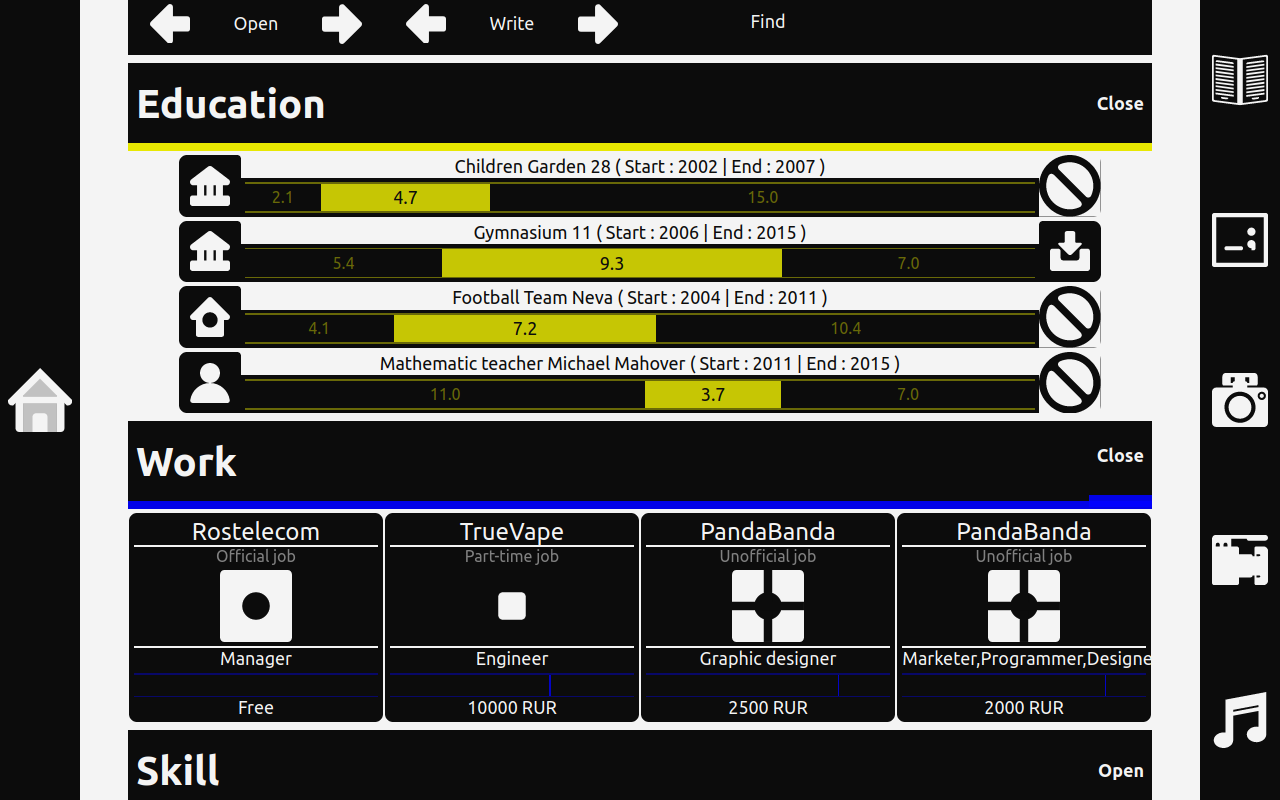 Open Write Find
Education Close
Children Garden 28 ( Start : 2002 | End : 2007 )
2.1 4.7 15.0
Gymnasium 11 ( Start : 2006 | End : 2015 )
5.4 9.3 7.0
Football Team Neva ( Start : 2004 | End : 2011 )
4.1 7.2 10.4
Mathematic teacher Michael Mahover ( Start : 2011 | End : 2015 )
11.0 3.7 7.0
Work Close
Rostelecom
Official job
Manager
Free
TrueVape
Part-time job
Engineer
10000 RUR
PandaBanda
Unofficial job
Graphic designer
2500 RUR
PandaBanda
Unofficial job
Marketer,Programmer,Designe
2000 RUR
Skill Open